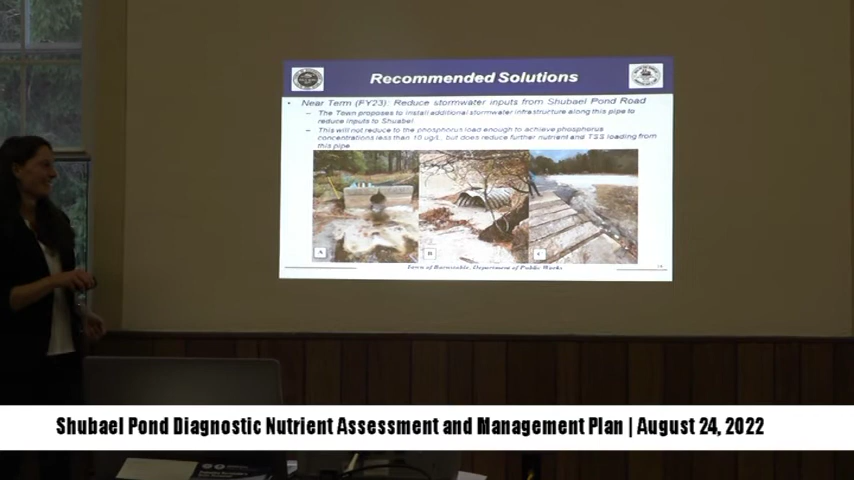 Recommended Solutions
• Near Term (FY23): Reduce stormwater inputs from Shubael Pond Road
– The Town proposes to install additional stormwater infrastructure along this pipe to
reduce inputs to Shubael.
– This will not reduce to the phosphorus load enough to achieve phosphorus
concentrations less than 10 ug/L, but does reduce further nutrient and TSS loading from
this pipe.
A
B
C
Town of Barnstable, Department of Public Works
Shubael Pond Diagnostic Nutrient Assessment and Management Plan | August 24, 2022